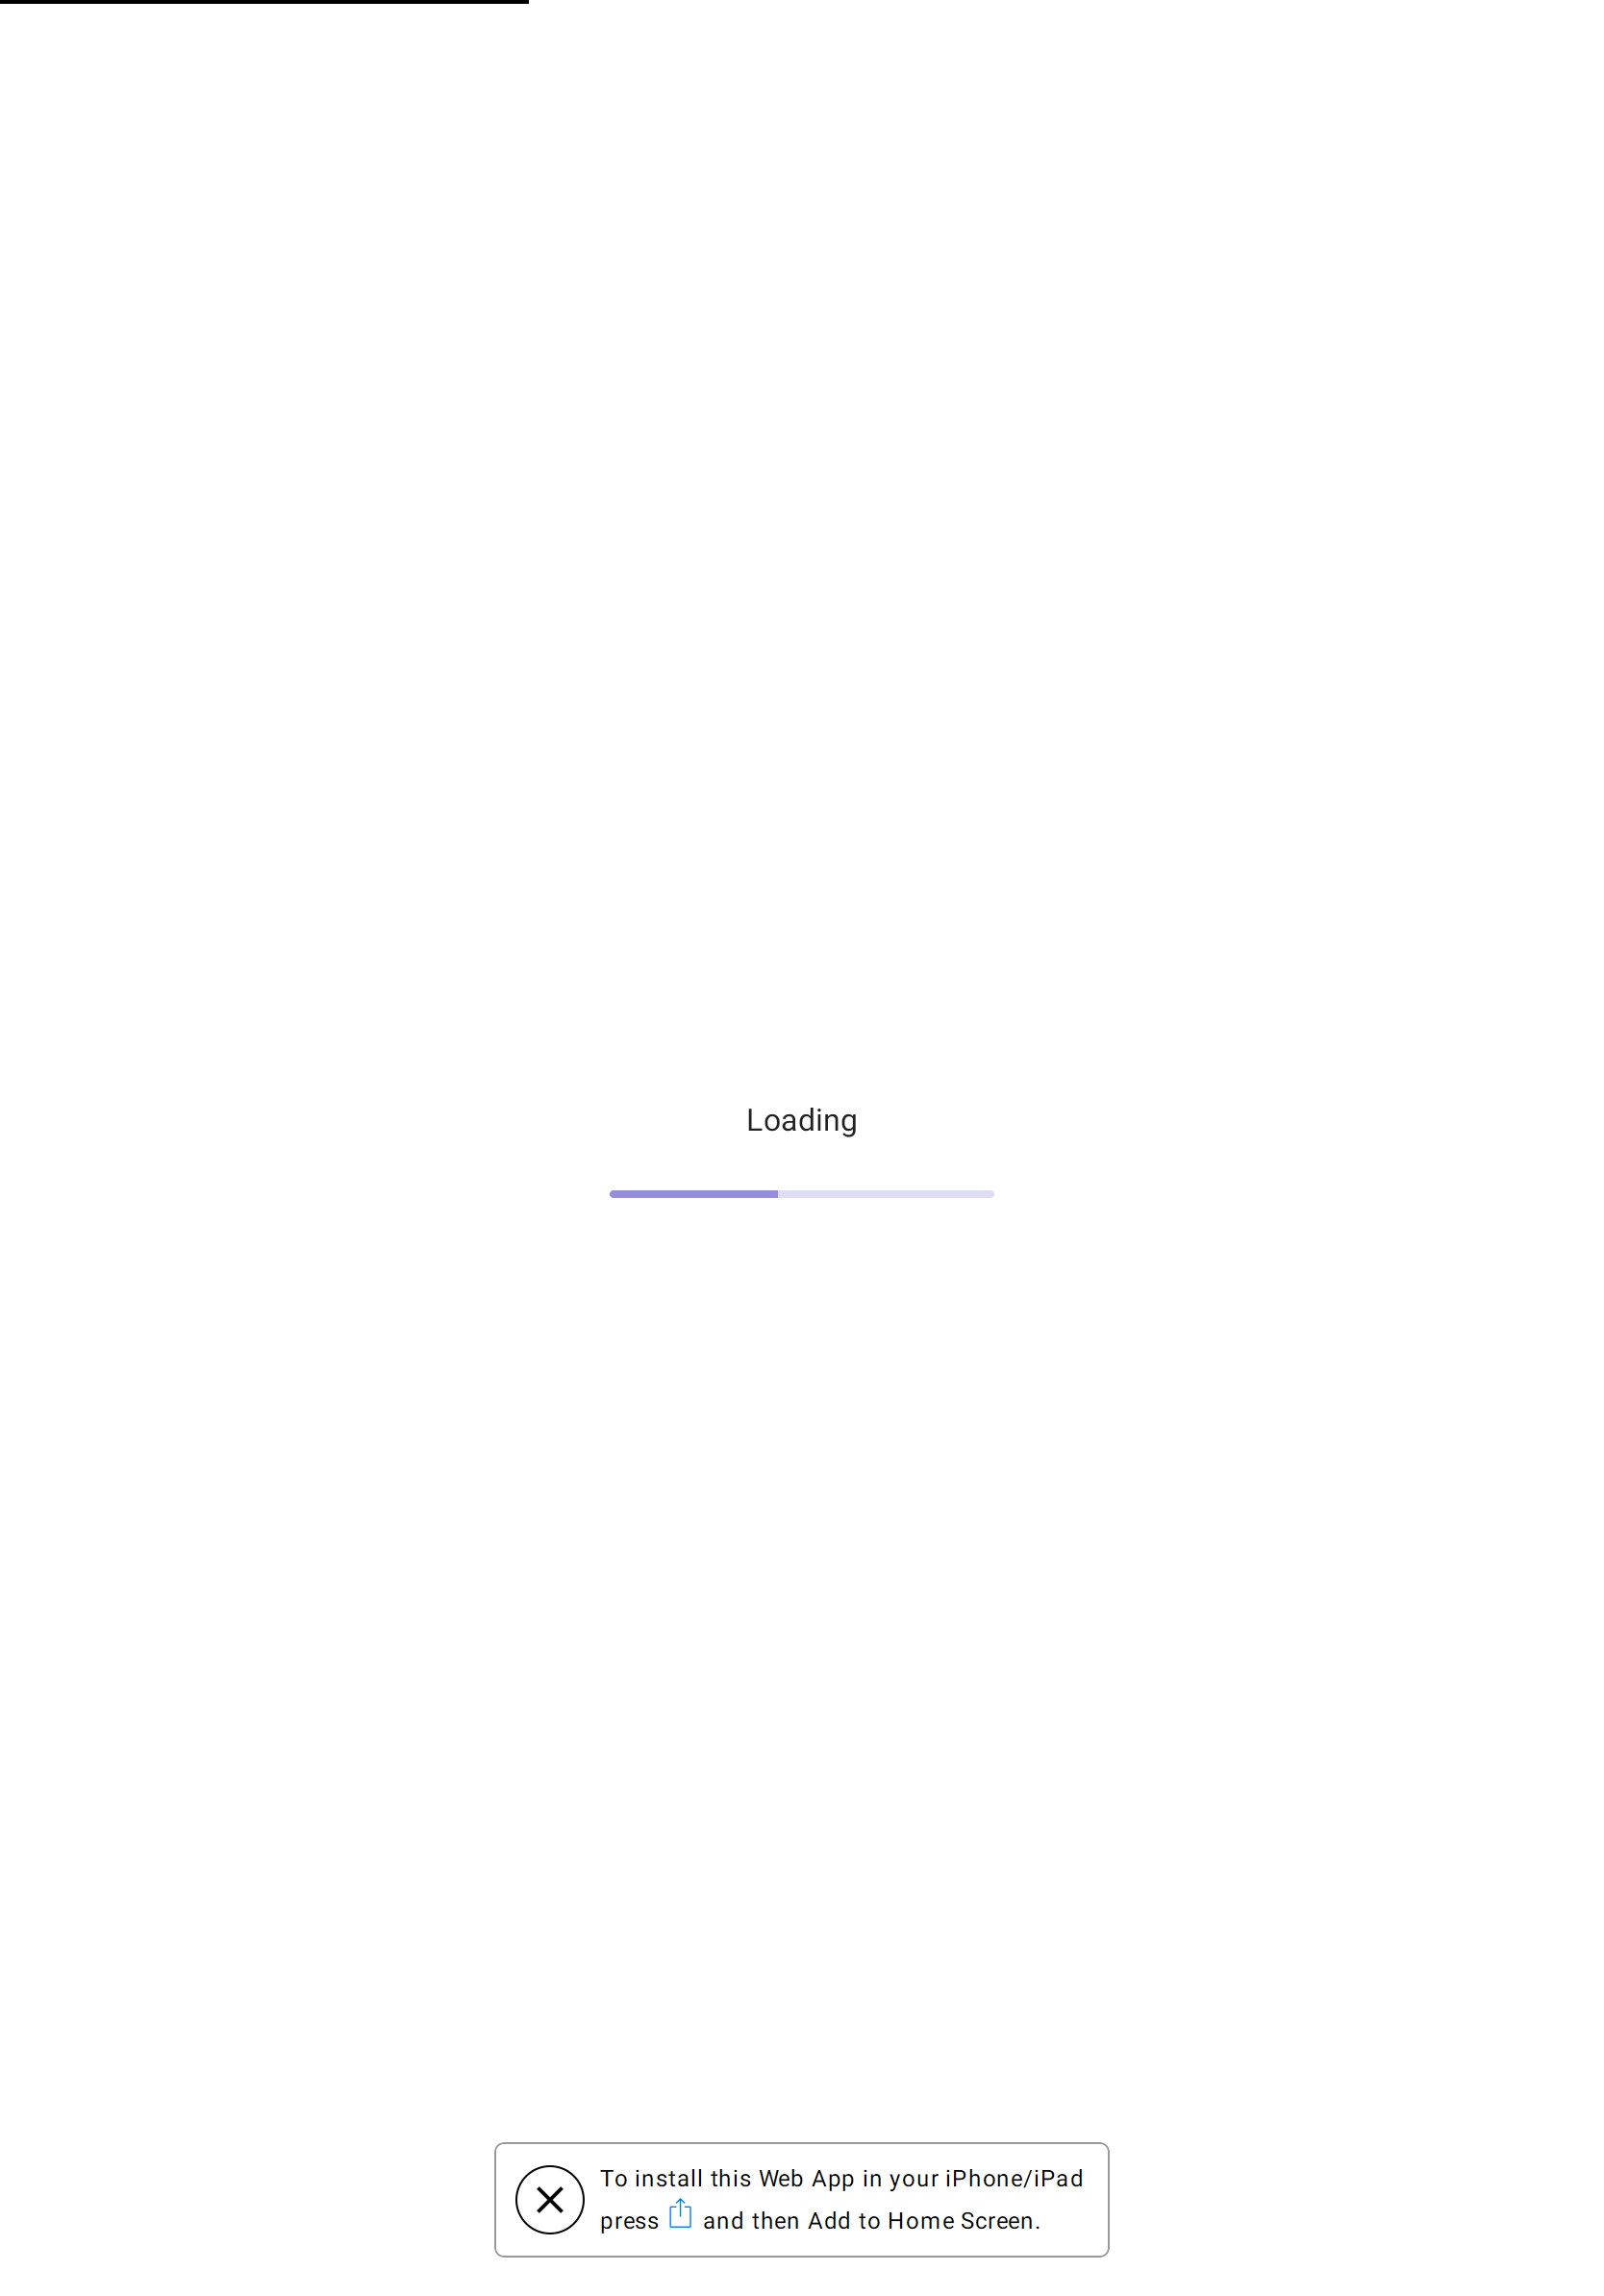 Loading
To install this Web App in your iPhone/iPad
press and then Add to Home Screen.